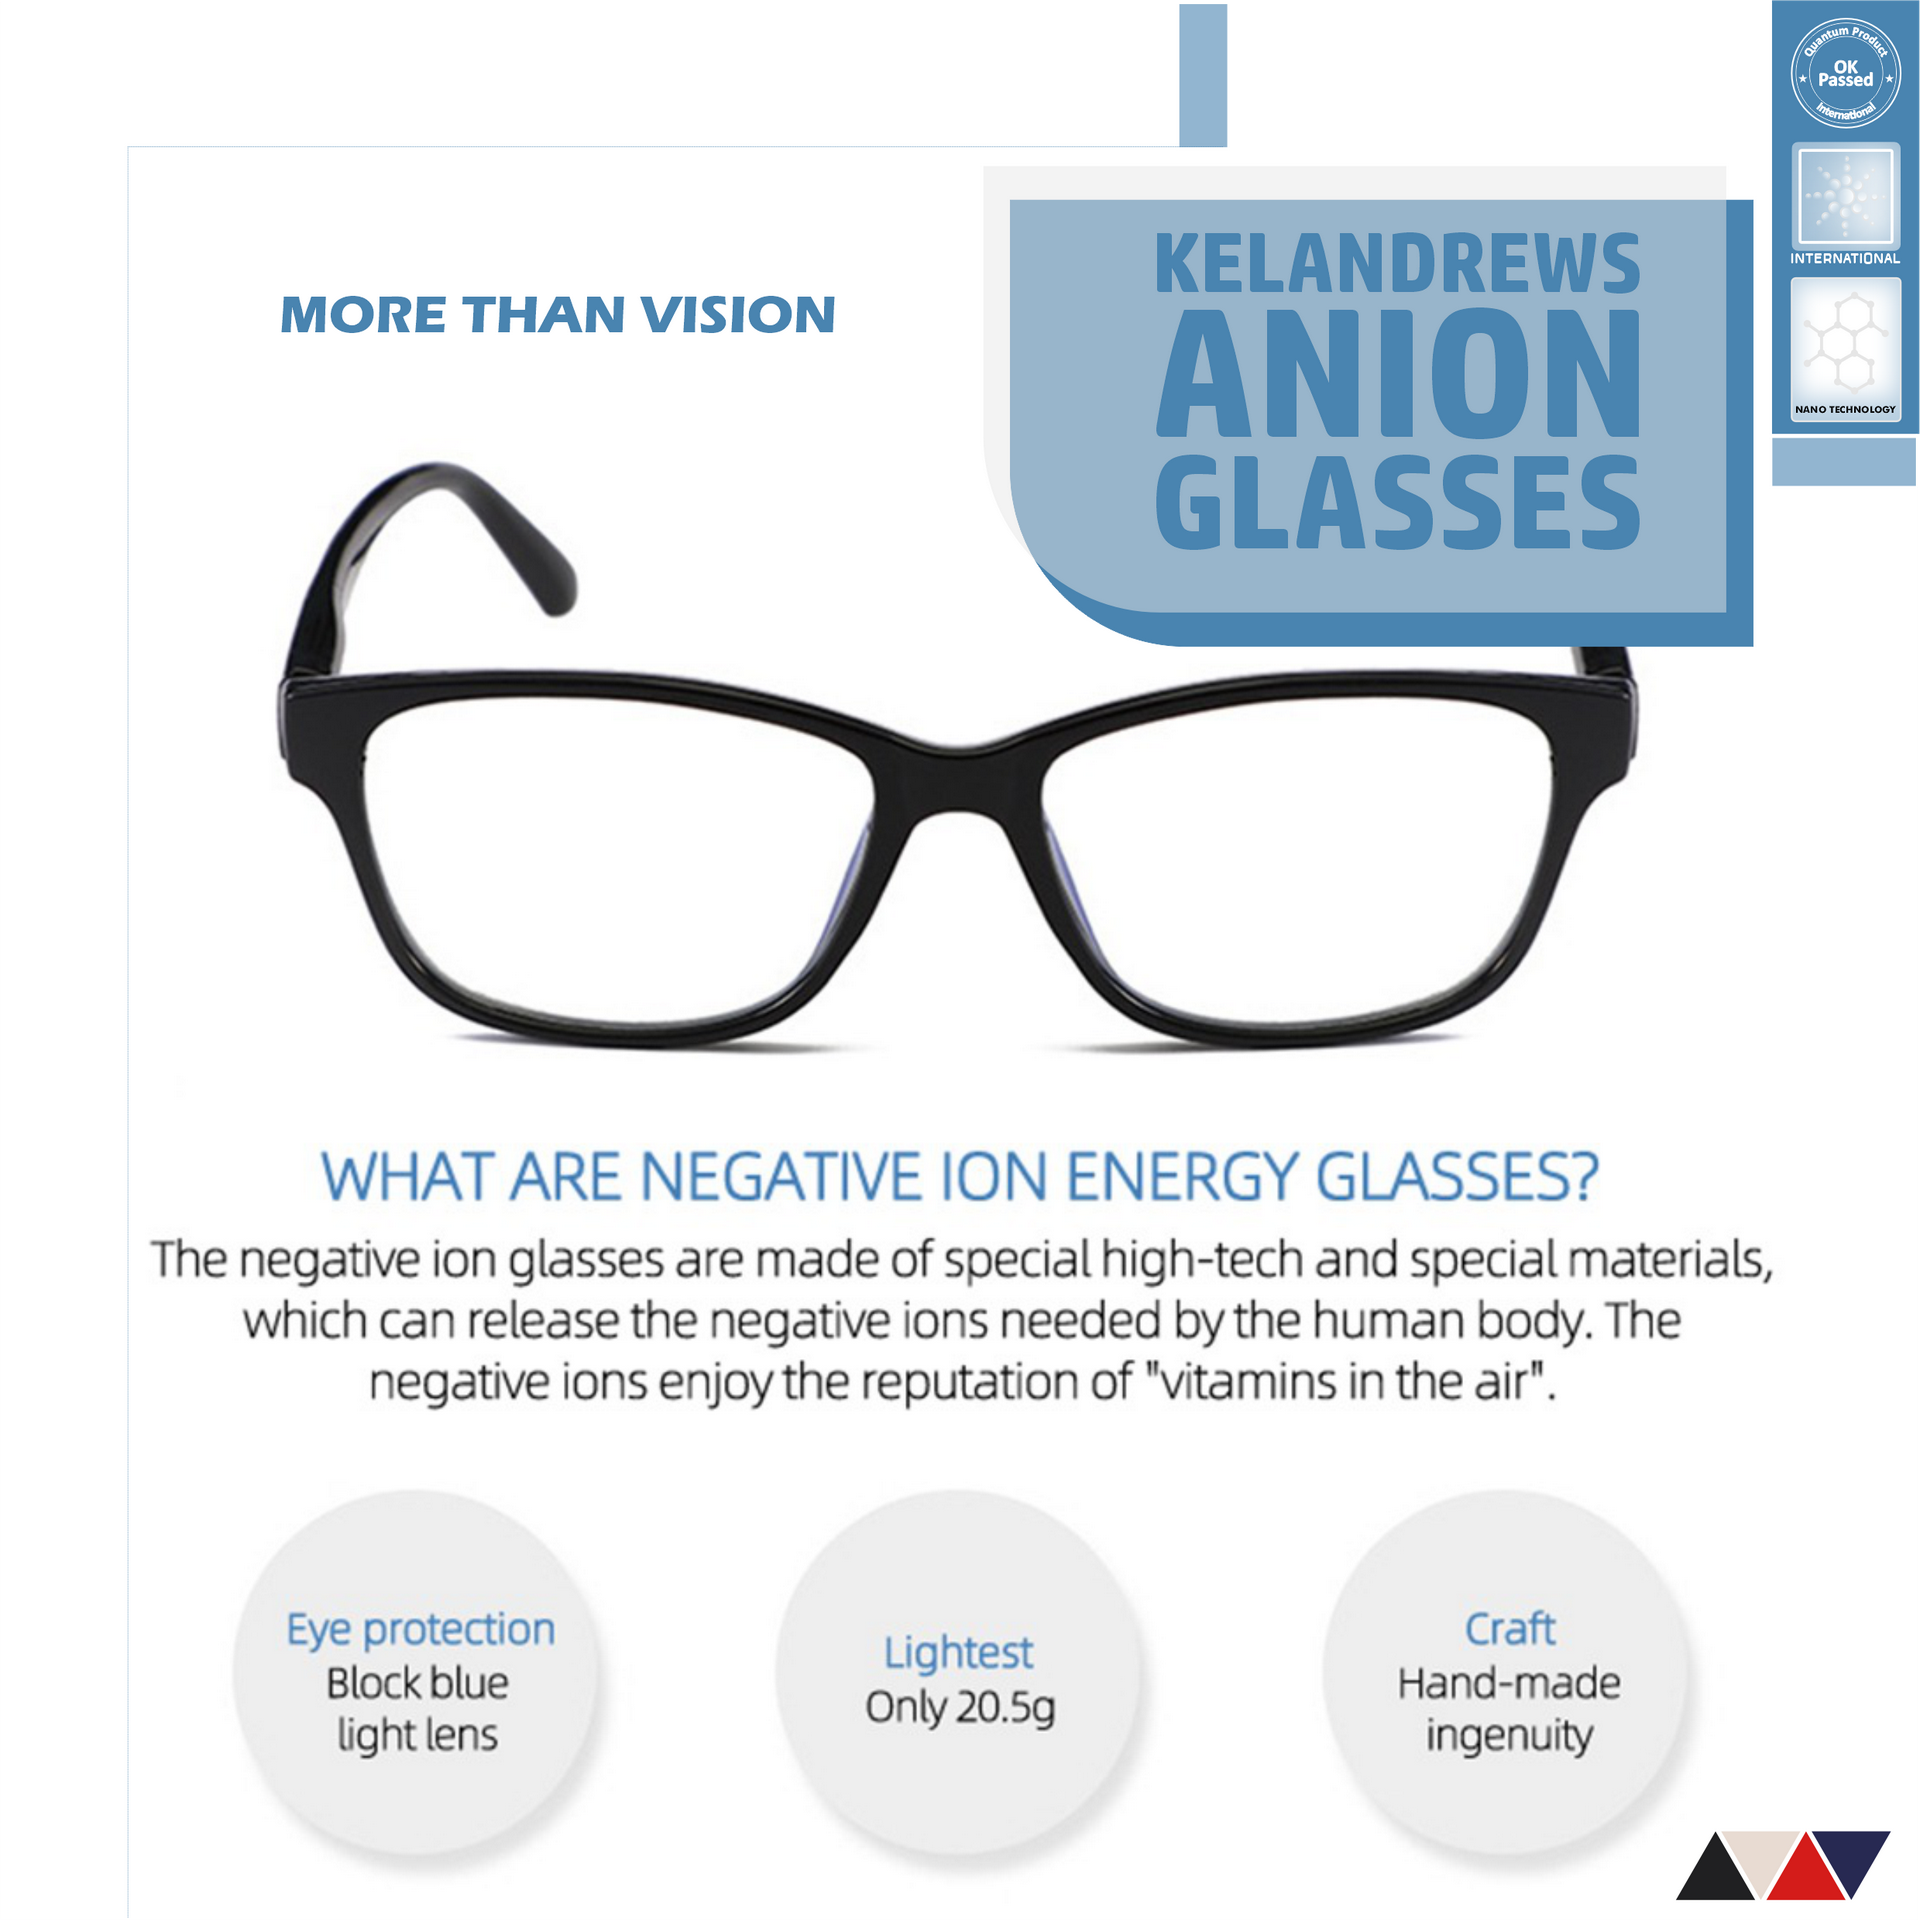 Quantum Product
OK
Passed
International
INTERNATIONAL
NANO TECHNOLOGY
KELANDREWS
ANION
GLASSES
MORE THAN VISION
WHAT ARE NEGATIVE ION ENERGY GLASSES?
The negative ion glasses are made of special high-tech and special materials,
which can release the negative ions needed by the human body. The
negative ions enjoy the reputation of "vitamins in the air".
Eye protection
Block blue
light lens
Lightest
Only 20.5g
Craft
Hand-made
ingenuity